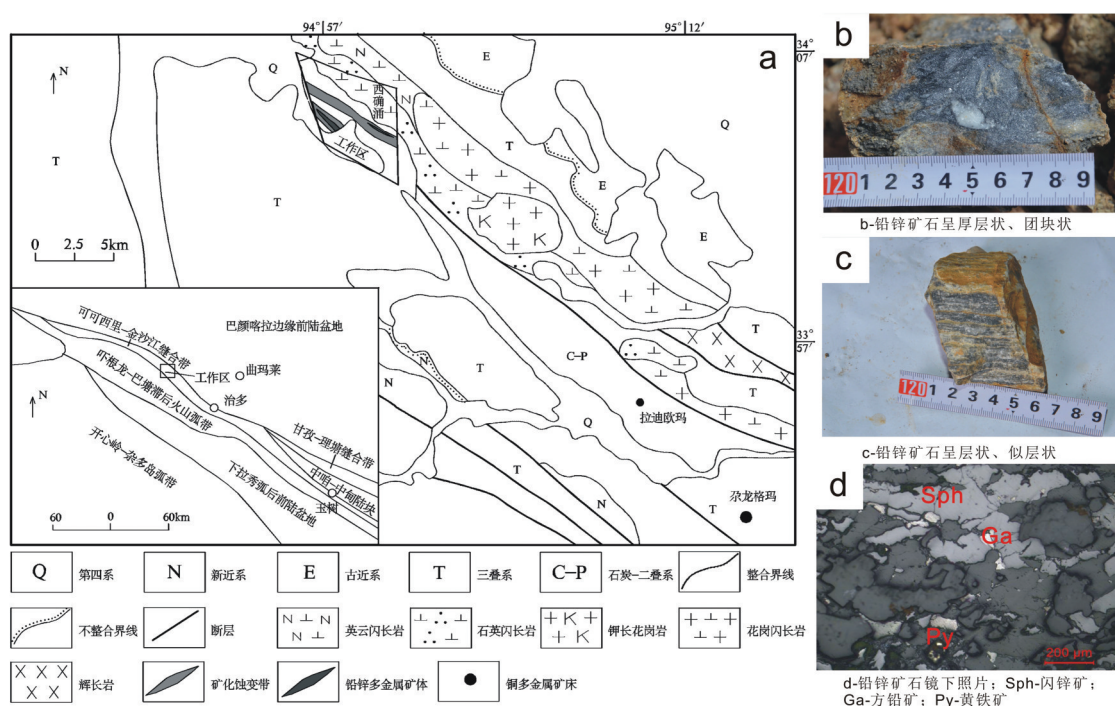 94°57′
95°12′
34°
07′
a
N
Q
E
N
西
确
涌
T
Q
工作区
T
T
K
K
K
E
E
0 2.5 5km
33°
57′
N
T
C–P
T
N
T
拉迪欧玛
Q
T
N
T
尕龙格玛
可可西里–金沙江缝合带
巴颜喀拉边缘前陆盆地
工作区
曲玛莱
吓根龙–巴塘滞后火山弧带
N
治多
甘孜–理塘缝合带
开心岭–杂多岛弧带
中咱–中甸陆块
下拉秀弧后前陆盆地
玉树
60 0 60km
Q 第四系
N 新近系
E 古近系
T 三叠系
C–P 石炭–二叠系
整合界线
不整合界线
断层
英云闪长岩
石英闪长岩
钾长花岗岩
花岗闪长岩
辉长岩
矿化蚀变带
铅锌多金属矿体
铜多金属矿床
b
120 1 2 3 4 5 6 7 8 9
b-铅锌矿石呈厚层状、团块状
c
120 1 2 3 4 5 6 7 8 9
c-铅锌矿石呈层状、似层状
d
Sph
Ga
Py
200 μm
d-铅锌矿石镜下照片；Sph-闪锌矿；
Ga-方铅矿；Py-黄铁矿